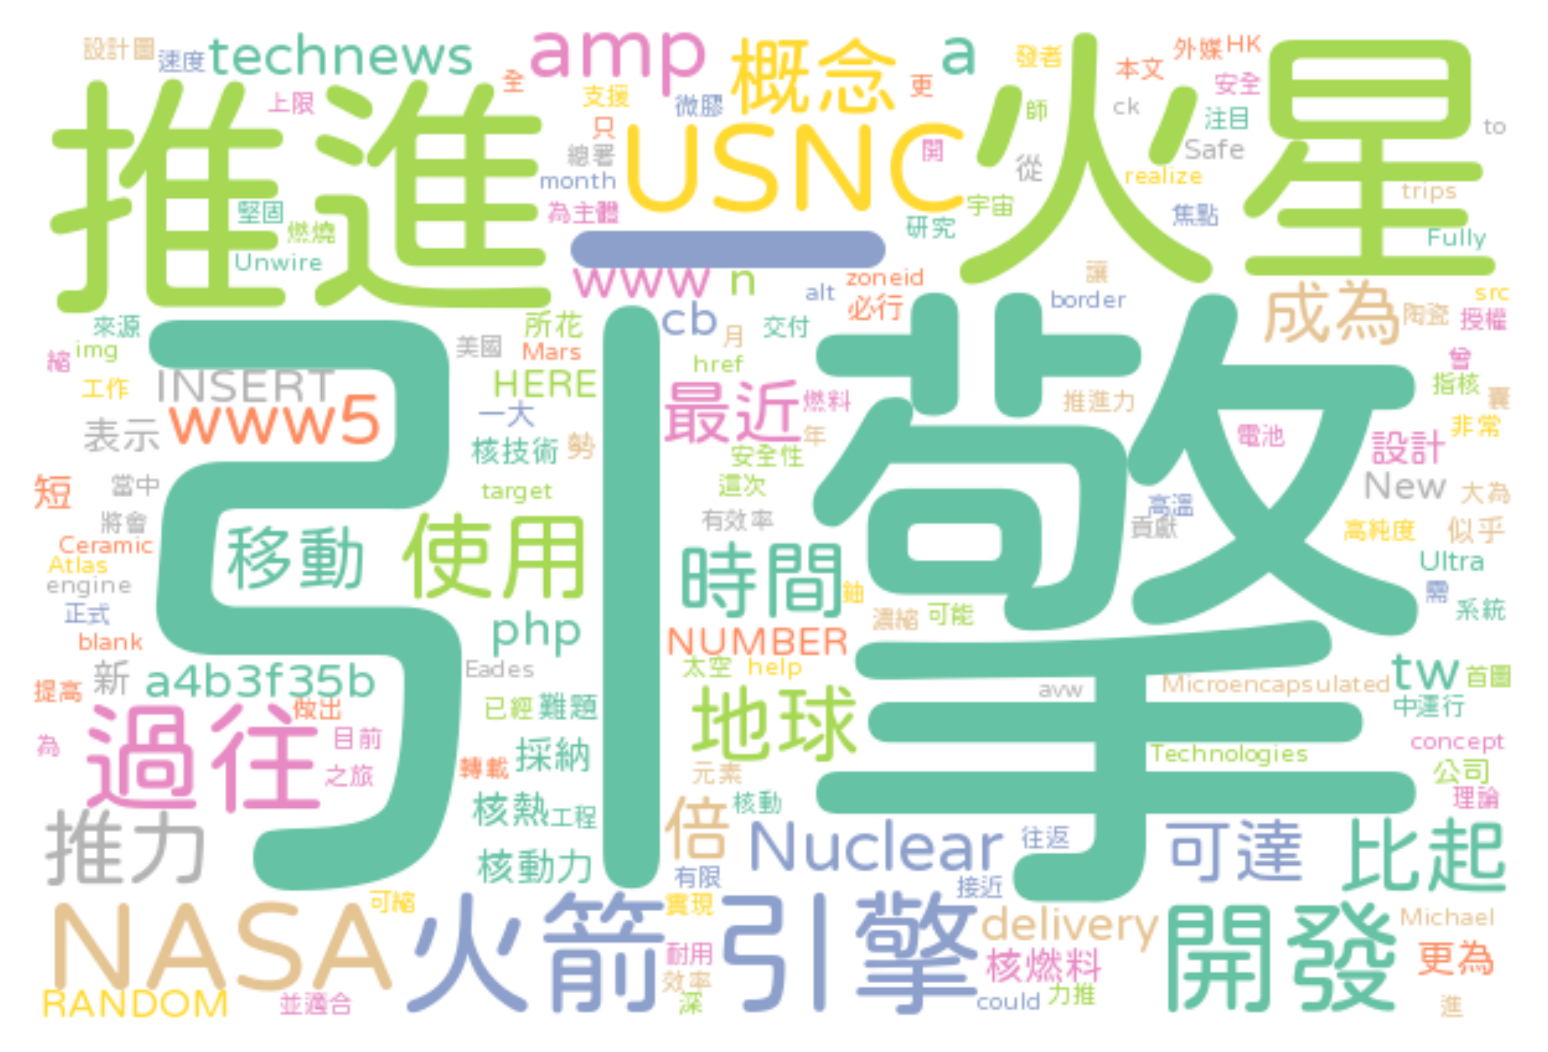 設計圖
速度
technews
全
amp
概念
a
更
發者
本文
外媒
HK
上限
支援
微膠
師
ck
安全
注目
to
推進
只
USNC
開
火星
總署
從
Safe
month
realize
trips
堅固
為主體
宇宙
焦點
燃燒
研究
Fully
Unwire
一
www
n
zoneid
讓
alt
必行
border
成為
src
陶瓷
授權
來源
所花
cb
月
交付
img
縮
美國
Mars
href
曾
指核
工作
INSERT
HERE
最近
燃料
推進力
囊
www5
一大
年
電池
非常
表示
核技術
勢
安全性
設計
引擎
短
當中
target
這次
New
大為
將會
有效率
高溫
貢獻
高純度
似乎
Ceramic
移動
使用
時間
Atlas
Ultra
engine
鈾
需
正式
濃縮
可能
系統
blank
php
NUMBER
新
a4b3f35b
Eades
太空
help
tw
首圖
提高
avw
Microencapsulated
做出
已經
難題
地球
中運行
為
過往
目前
concept
之旅
轉載
採納
元素
Technologies
公司
理論
推力
核熱
工程
倍
核動
Nuclear
往返
可達
比起
核動力
有限
接近
NASA
可縮
火箭引擎
實現
delivery
開發
Michael
耐用
核燃料
更為
效率
RANDOM
並適合
深
could
力推
進